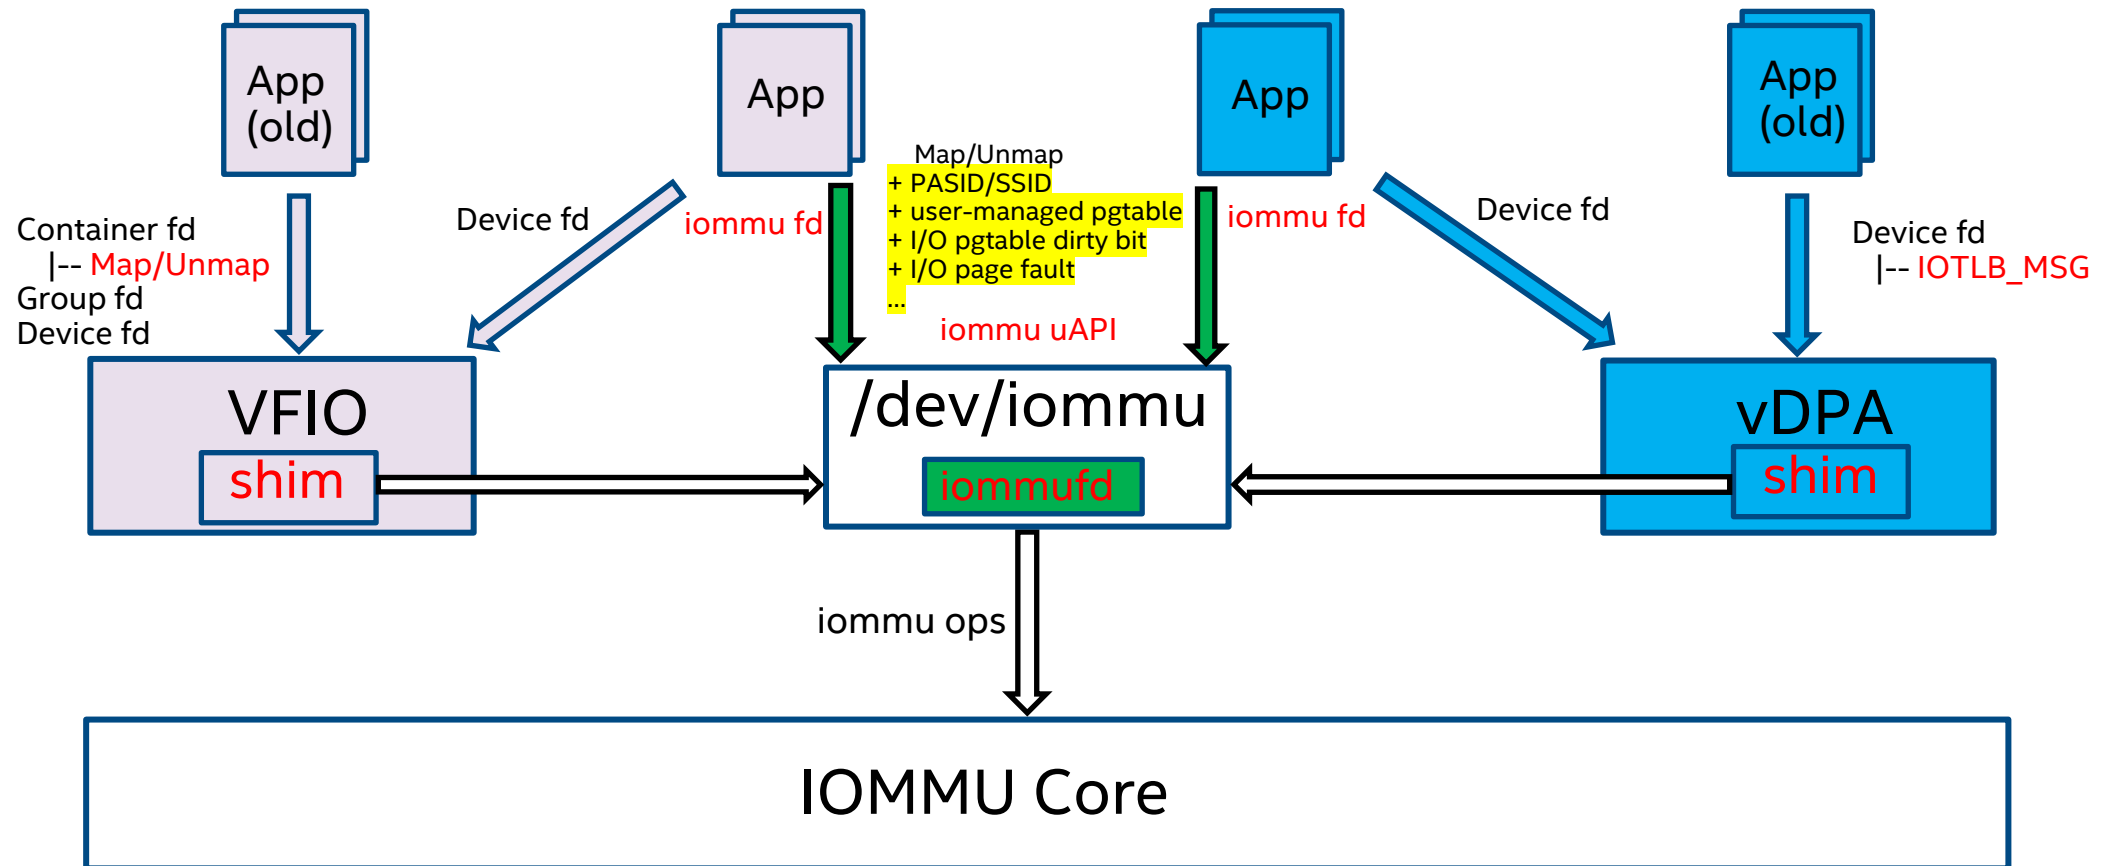 App
(old)
App
App
App
(old)
Container fd
|-- Map/Unmap
Group fd
Device fd
Device fd
iommu fd
Map/Unmap
+ PASID/SSID
+ user-managed pgtable
+ I/O pgtable dirty bit
+ I/O page fault
...
iommu uAPI
iommu fd
Device fd
Device fd
|-- IOTLB_MSG
VFIO
shim
/dev/iommu
iommufd
vDPA
shim
iommu ops
IOMMU Core